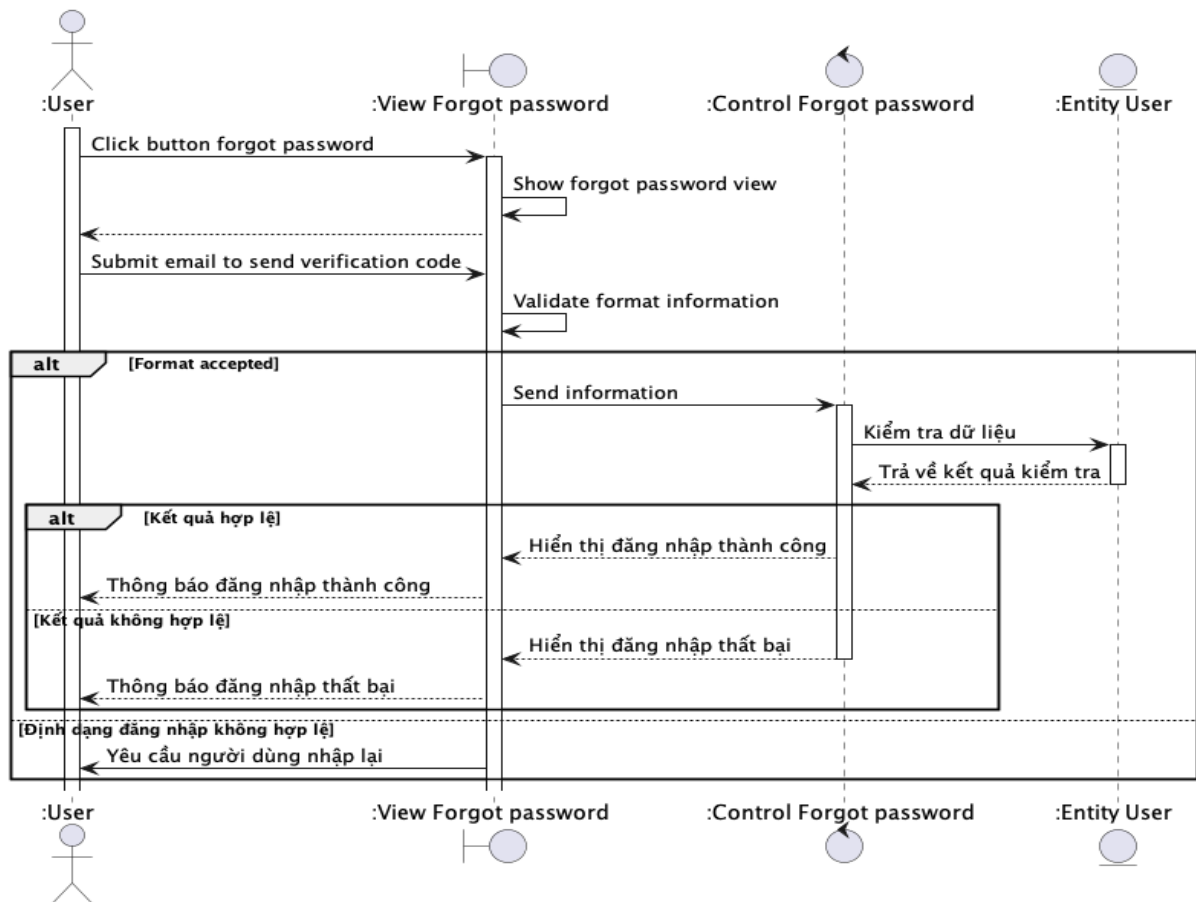 :User
:View Forgot password
:Control Forgot password
:Entity User
Click button forgot password
Show forgot password view
Submit email to send verification code
Validate format information
alt
[Format accepted]
Send information
Kiểm tra dữ liệu
Trả về kết quả kiểm tra
alt
[Kết quả hợp lệ]
Hiển thị đăng nhập thành công
Thông báo đăng nhập thành công
[Kết quả không hợp lệ]
Hiển thị đăng nhập thất bại
Thông báo đăng nhập thất bại
[Định dạng đăng nhập không hợp lệ]
Yêu cầu người dùng nhập lại
:User
:View Forgot password
:Control Forgot password
:Entity User